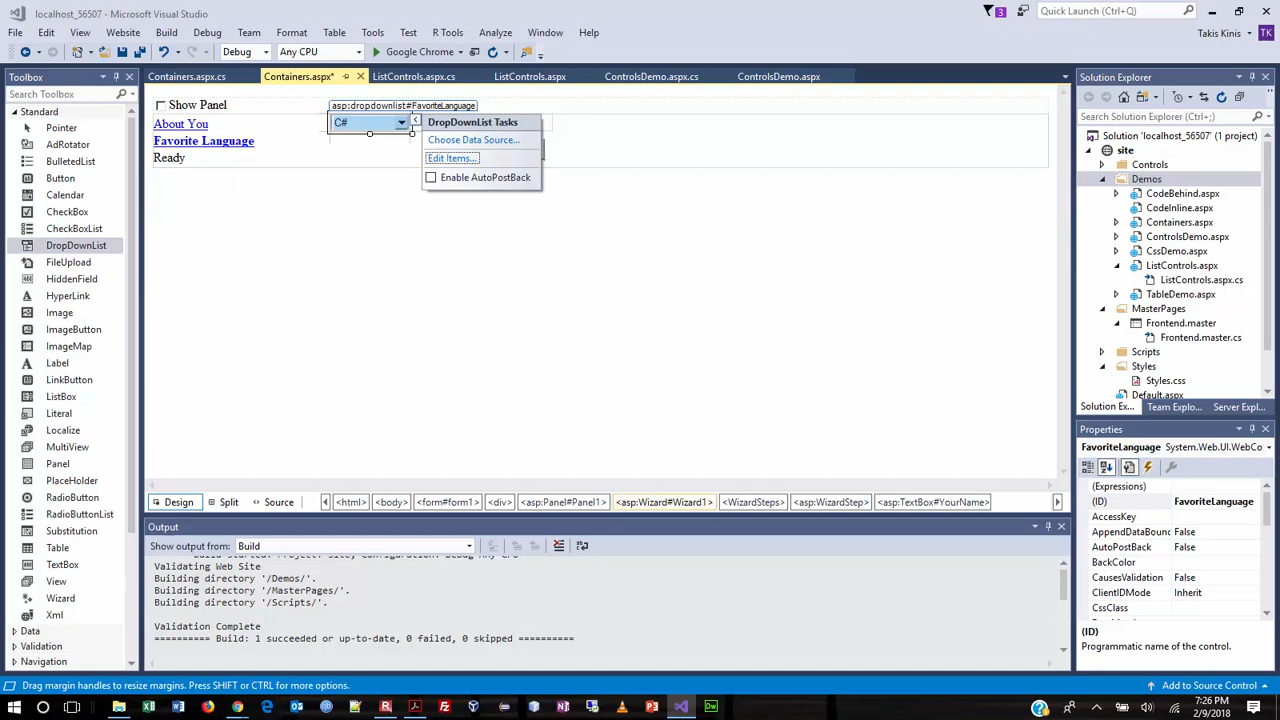 localhost_56507 - Microsoft Visual Studio
3
Quick Launch (Ctrl+Q)
File Edit View Website Build Debug Team Format Table Tools Test R Tools Analyze Window Help
Takis Kinis TK
Debug Any CPU Google Chrome
Toolbox
Search Toolbox
Standard
Pointer
AdRotator
BulletedList
Button
Calendar
CheckBox
CheckBoxList
DropDownList
FileUpload
HiddenField
HyperLink
Image
ImageButton
ImageMap
Label
LinkButton
ListBox
Literal
Localize
MultiView
Panel
PlaceHolder
RadioButton
RadioButtonList
Substitution
Table
TextBox
View
Wizard
Xml
Data
Validation
Navigation
Containers.aspx.cs Containers.aspx* ListControls.aspx.cs ListControls.aspx ControlsDemo.aspx.cs ControlsDemo.aspx
Show Panel
asp:dropdownlist#FavoriteLanguage
About You
Favorite Language
Ready
C#
DropDownList Tasks
Choose Data Source...
Edit Items...
Enable AutoPostBack
Design Split Source <html> <body> <form#form1> <div> <asp:Panel#Panel1> <asp:Wizard#Wizard1> <WizardSteps> <asp:WizardStep> <asp:TextBox#YourName>
Output
Show output from: Build
Validating Web Site
Building directory '/Demos/'.
Building directory '/MasterPages/'.
Building directory '/Scripts/'.
Validation Complete
========== Build: 1 succeeded or up-to-date, 0 failed, 0 skipped ==========
Solution Explorer
Search Solution Explorer (Ctrl+;)
Solution 'localhost_56507' (1 project)
site
Controls
Demos
CodeBehind.aspx
CodeInline.aspx
Containers.aspx
ControlsDemo.aspx
CssDemo.aspx
ListControls.aspx
ListControls.aspx.cs
TableDemo.aspx
MasterPages
Frontend.master
Frontend.master.cs
Scripts
Styles
Styles.css
Default.aspx
Solution Ex... Team Explo... Server Expl...
Properties
FavoriteLanguage System.Web.UI.WebCo
(Expressions)
(ID) FavoriteLanguage
AccessKey
AppendDataBoun False
AutoPostBack False
BackColor
CausesValidation False
ClientIDMode Inherit
CssClass
(ID)
Programmatic name of the control.
Drag margin handles to resize margins. Press SHIFT or CTRL for more options.
Add to Source Control
7:26 PM
2/9/2018